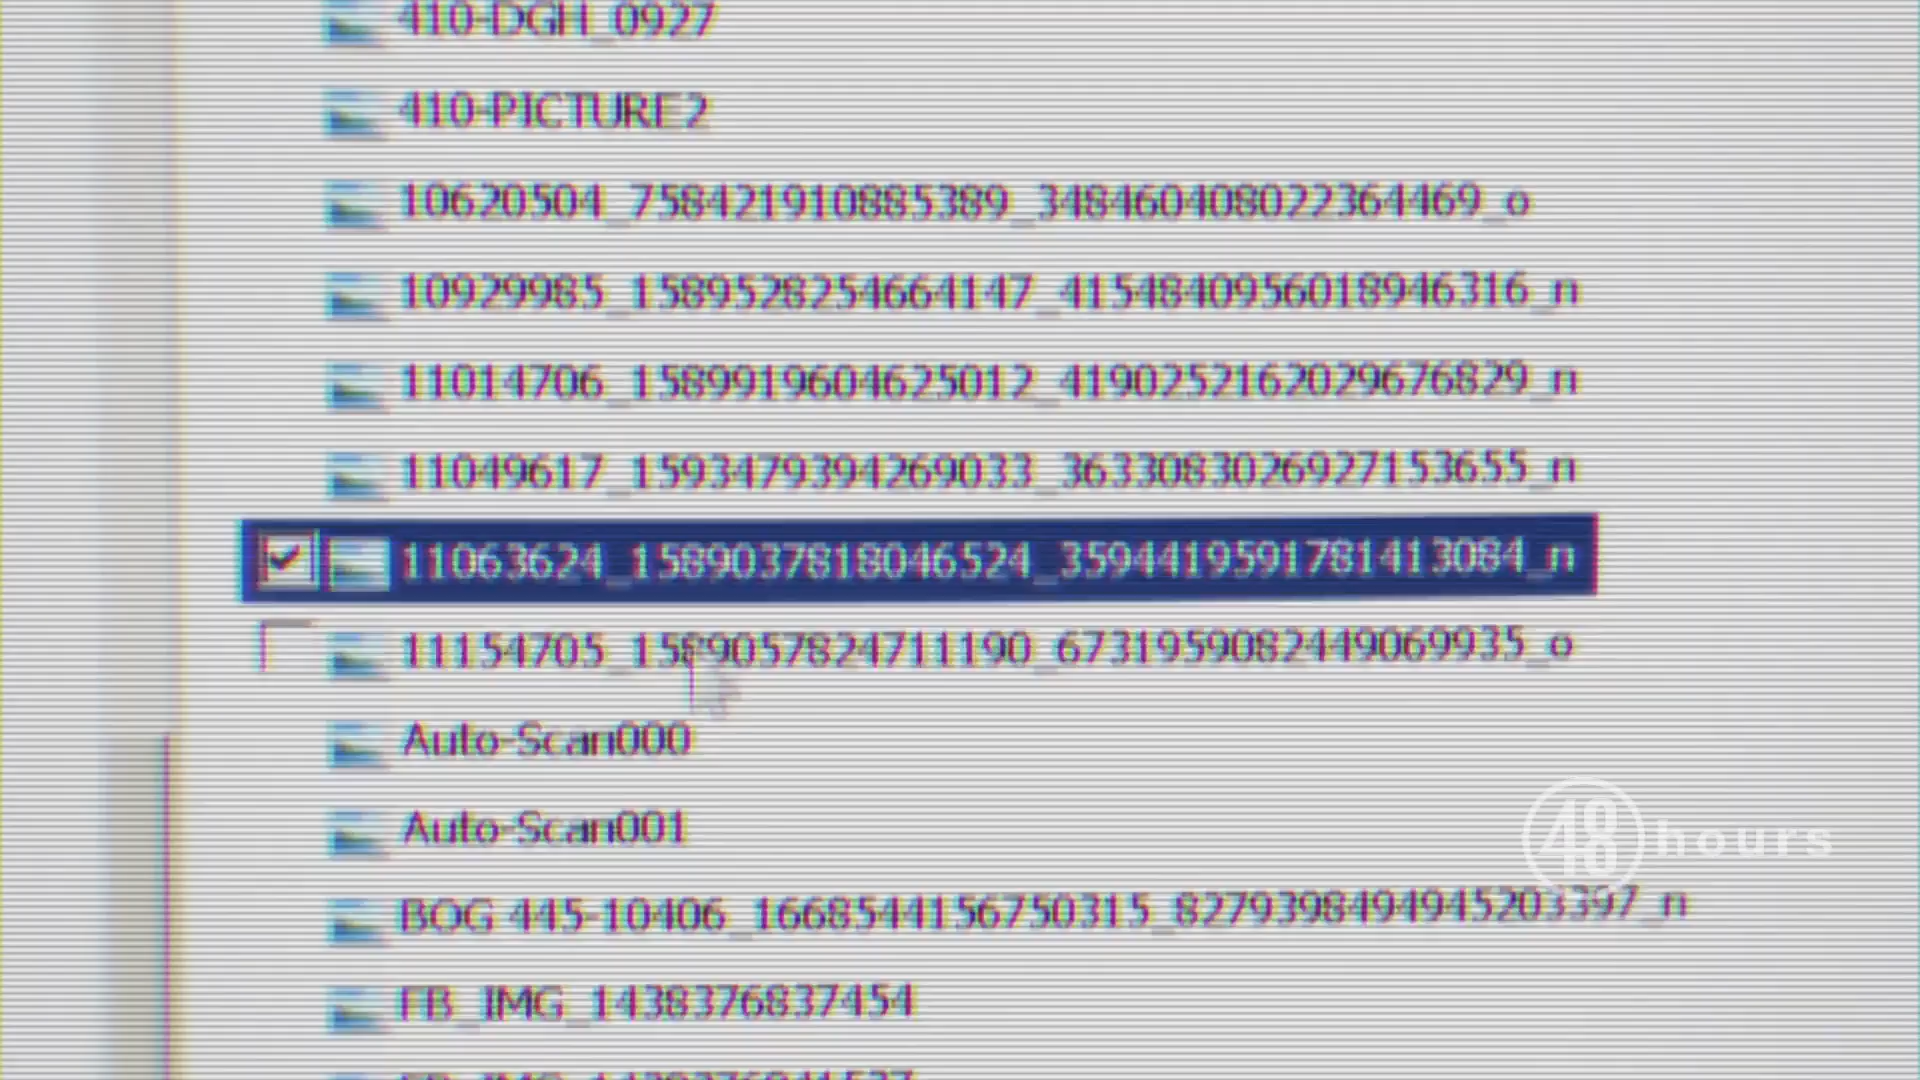 410-DGH_0927
410-PICTURE2
10620504_758421910885389_348460408022364469_o
10929985_1589528254664147_4154840956018946316_n
11014706_1589919604625012_4190252162029676829_n
11049617_1593479394269033_3633083026927153655_n
11063624_1589037818046524_3594419591781413084_n
11154705_1589057824711190_6731959082449069935_o
Auto-Scan000
Auto-Scan001
48 hours
BOG 445-10406_1668544156750315_8279398494945203397_n
FB_IMG_1438376837454